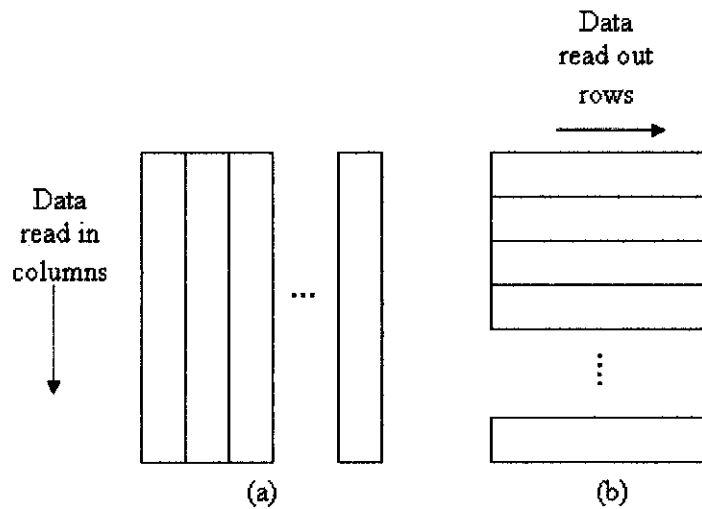 Data
read out
rows
Data
read in
columns
...
...
(a)
(b)